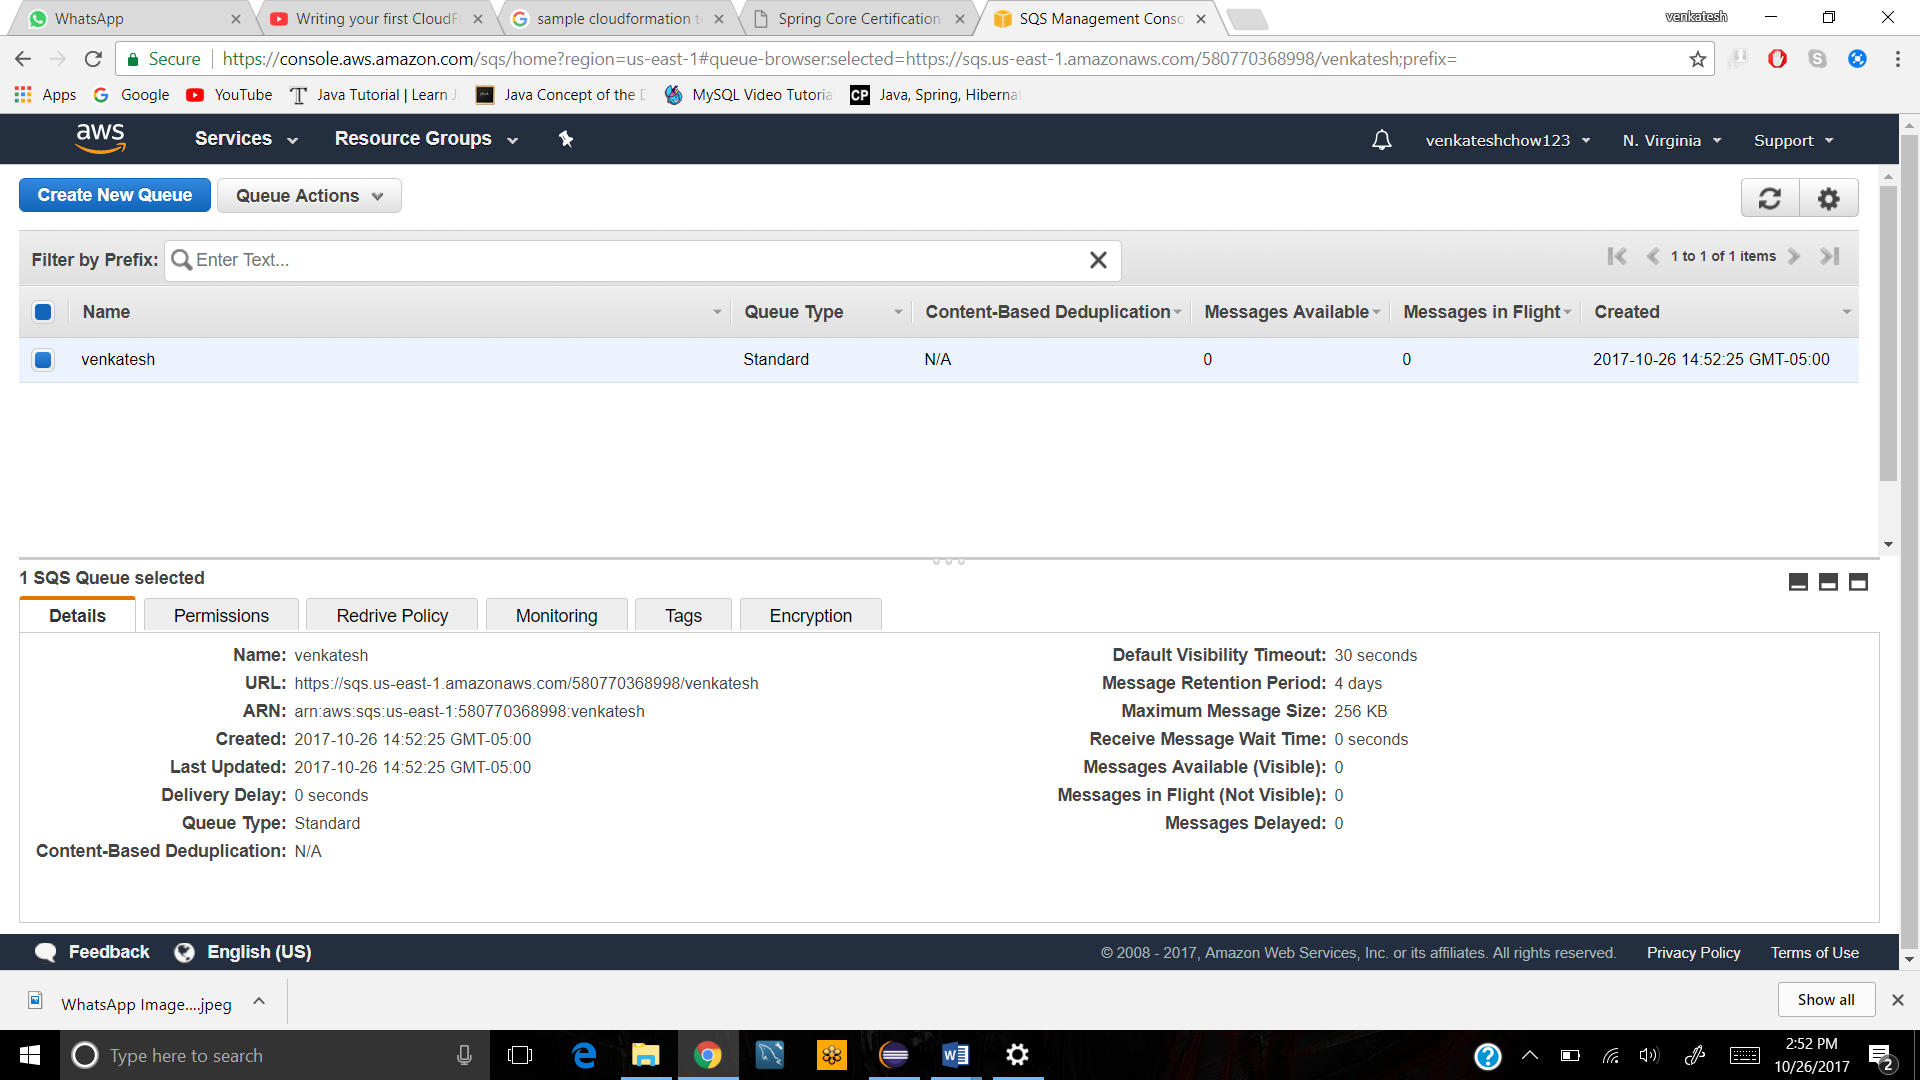 WhatsApp
Writing your first CloudF
sample cloudformation t
Spring Core Certification
SQS Management Conso
venkatesh
Secure
https://console.aws.amazon.com/sqs/home?region=us-east-1#queue-browser:selected=https://sqs.us-east-1.amazonaws.com/580770368998/venkatesh;prefix=
Apps
Google
YouTube
Java Tutorial | Learn J
Java Concept of the D
MySQL Video Tutoria
CP
Java, Spring, Hibernat
aws
Services
Resource Groups
venkateshchow123
N. Virginia
Support
Create New Queue
Queue Actions
Filter by Prefix:
Enter Text...
1 to 1 of 1 items
Name
Queue Type
Content-Based Deduplication
Messages Available
Messages in Flight
Created
venkatesh
Standard
N/A
0
0
2017-10-26 14:52:25 GMT-05:00
1 SQS Queue selected
Details
Permissions
Redrive Policy
Monitoring
Tags
Encryption
Name: venkatesh
URL: https://sqs.us-east-1.amazonaws.com/580770368998/venkatesh
ARN: arn:aws:sqs:us-east-1:580770368998:venkatesh
Created: 2017-10-26 14:52:25 GMT-05:00
Last Updated: 2017-10-26 14:52:25 GMT-05:00
Delivery Delay: 0 seconds
Queue Type: Standard
Content-Based Deduplication: N/A
Default Visibility Timeout: 30 seconds
Message Retention Period: 4 days
Maximum Message Size: 256 KB
Receive Message Wait Time: 0 seconds
Messages Available (Visible): 0
Messages in Flight (Not Visible): 0
Messages Delayed: 0
Feedback
English (US)
© 2008 - 2017, Amazon Web Services, Inc. or its affiliates. All rights reserved.
Privacy Policy
Terms of Use
WhatsApp Image....jpeg
Show all
Type here to search
2:52 PM
10/26/2017
2